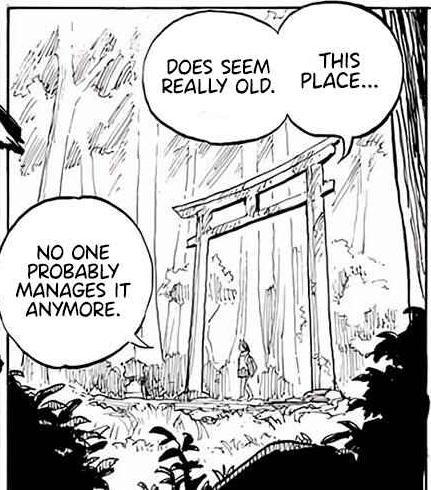 THIS
PLACE...
DOES SEEM
REALLY OLD.
NO ONE
PROBABLY
MANAGES IT
ANYMORE.